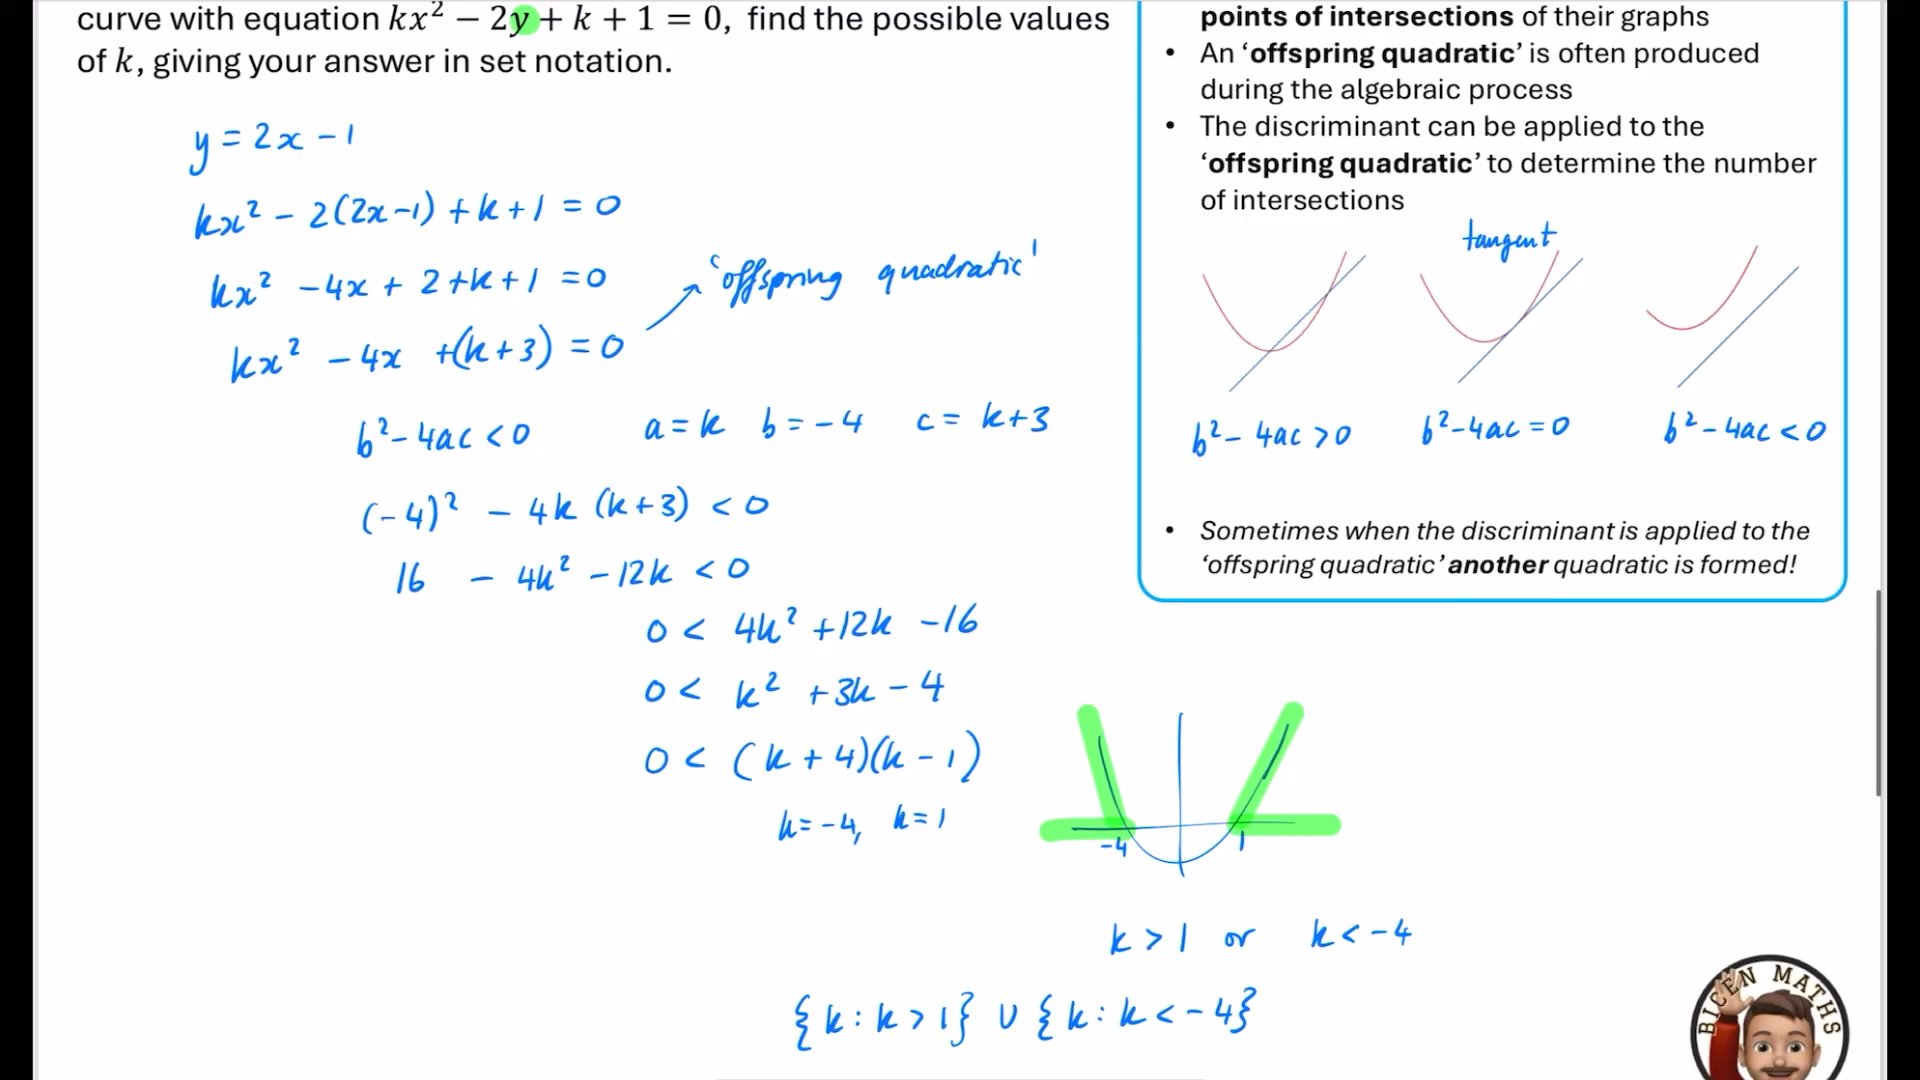 curve with equation kx² − 2y + k + 1 = 0, find the possible values
of k, giving your answer in set notation.
y = 2x − 1
kx² − 2(2x−1) + k + 1 = 0
kx² − 4x + 2 + k + 1 = 0
'offspring quadratic'
kx² − 4x +(k+3) = 0
b² − 4ac < 0 a = k b = −4 c = k+3
(−4)² − 4k (k+3) < 0
16 − 4k² − 12k < 0
0 < 4k² + 12k − 16
0 < k² + 3k − 4
0 < (k + 4)(k − 1)
k = −4, k = 1
−4 1
k > 1 or k < −4
{k : k > 1} ∪ {k : k < −4}
points of intersections of their graphs
• An ‘offspring quadratic’ is often produced
during the algebraic process
• The discriminant can be applied to the
‘offspring quadratic’ to determine the number
of intersections
tangent
b² − 4ac > 0 b² − 4ac = 0 b² − 4ac < 0
• Sometimes when the discriminant is applied to the
‘offspring quadratic’ another quadratic is formed!
BICEN MATHS